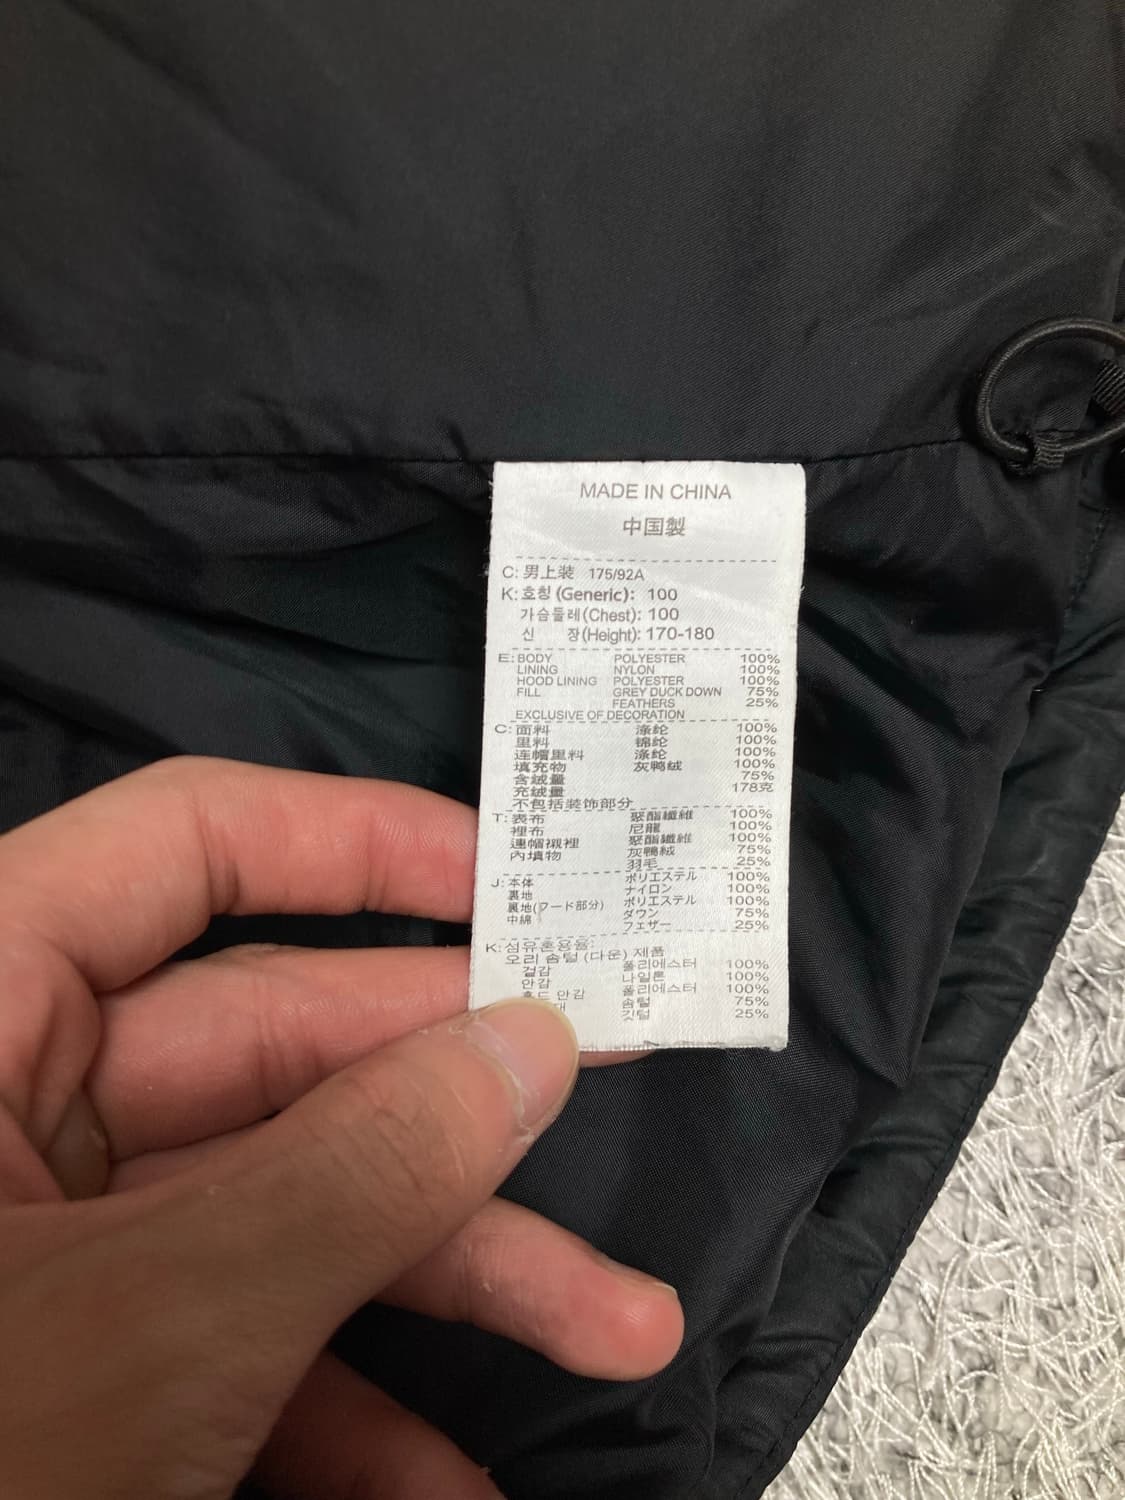 MADE IN CHINA
中国製
C: 男上装 175/92A
K: 호칭 (Generic): 100
가슴둘레(Chest): 100
신 장(Height): 170-180
E: BODY POLYESTER 100%
LINING NYLON 100%
HOOD LINING POLYESTER 100%
FILL GREY DUCK DOWN 75%
FEATHERS 25%
EXCLUSIVE OF DECORATION
C: 面料 涤纶 100%
里料 锦纶 100%
连帽里料 涤纶 100%
填充物 灰鸭绒 100%
含绒量 75%
充绒量 178克
不包括装饰部分
T: 表布 聚酯纖維 100%
裡布 尼龍 100%
連帽襯裡 聚酯纖維 100%
內填物 灰鴨絨 75%
羽毛 25%
J: 本体 ポリエステル 100%
裏地 ナイロン 100%
裏地(フード部分) ポリエステル 100%
中綿 ダウン 75%
フェザー 25%
K: 섬유혼용율:
오리 솜털 (다운) 제품
겉감 폴리에스터 100%
안감 나일론 100%
후드 안감 폴리에스터 100%
솜털 75%
깃털 25%